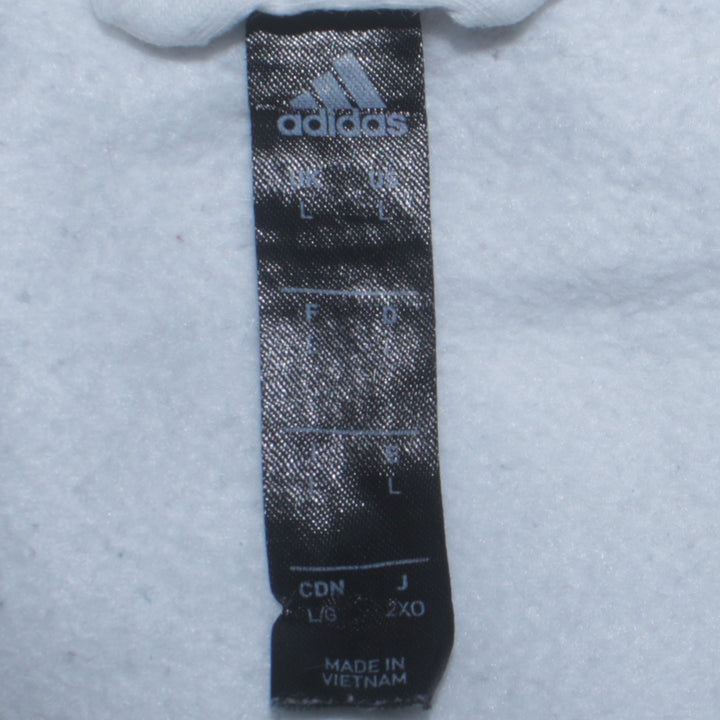 adidas
UK US
L L
F D
L L
I E
L L
CDN J
L/G 2XO
MADE IN
VIETNAM